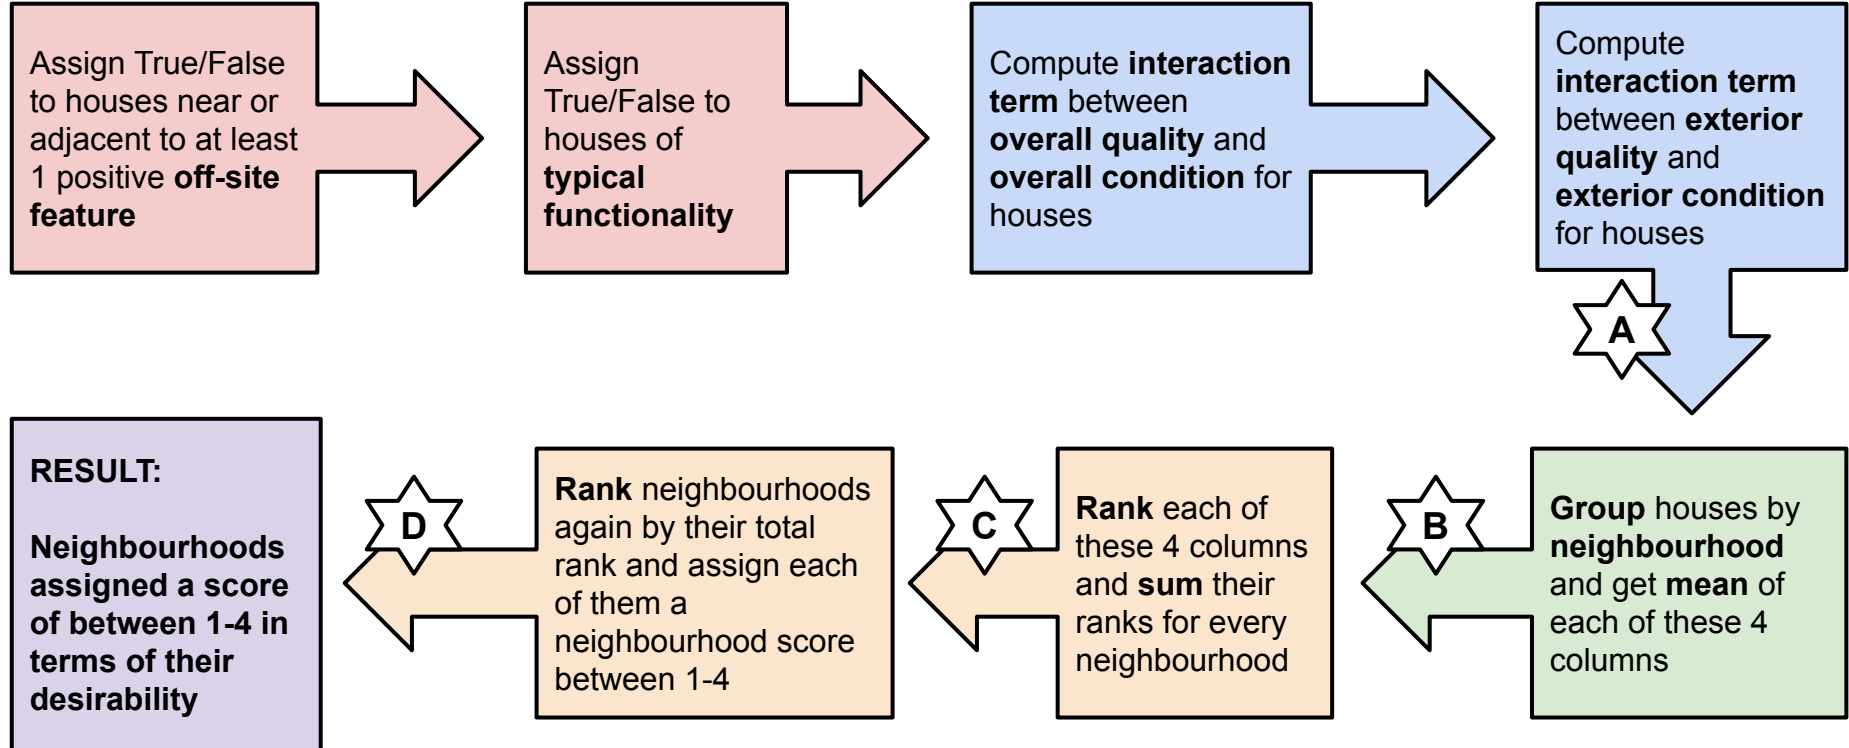 Assign True/False
to houses near or
adjacent to at least
1 positive off-site
feature
Assign
True/False to
houses of
typical
functionality
Compute interaction
term between
overall quality and
overall condition for
houses
Compute
interaction term
between exterior
quality and
exterior condition
for houses
A
Group houses by
neighbourhood
and get mean of
each of these 4
columns
B
Rank each of
these 4 columns
and sum their
ranks for every
neighbourhood
C
Rank neighbourhoods
again by their total
rank and assign each
of them a
neighbourhood score
between 1-4
D
RESULT:
Neighbourhoods
assigned a score
of between 1-4 in
terms of their
desirability